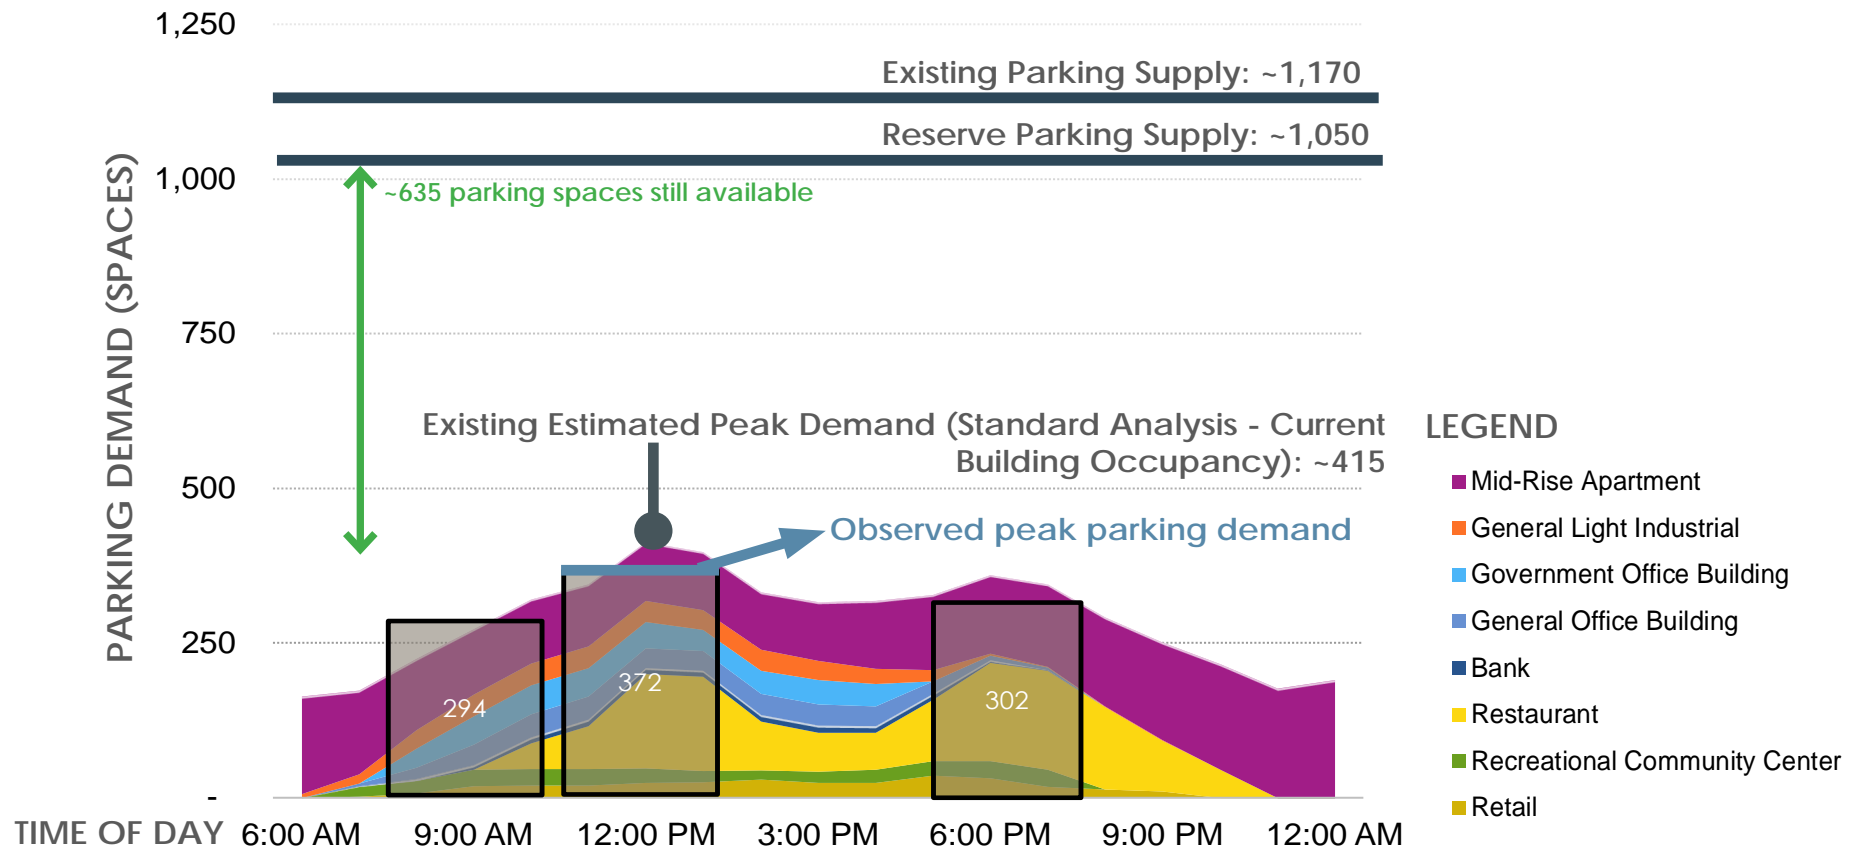 1,250
Existing Parking Supply: ~1,170
Reserve Parking Supply: ~1,050
1,000
~635 parking spaces still available
PARKING DEMAND (SPACES)
750
Existing Estimated Peak Demand (Standard Analysis - Current
Building Occupancy): ~415
500
Observed peak parking demand
250
294
372
302
-
TIME OF DAY 6:00 AM 9:00 AM 12:00 PM 3:00 PM 6:00 PM 9:00 PM 12:00 AM
LEGEND
Mid-Rise Apartment
General Light Industrial
Government Office Building
General Office Building
Bank
Restaurant
Recreational Community Center
Retail